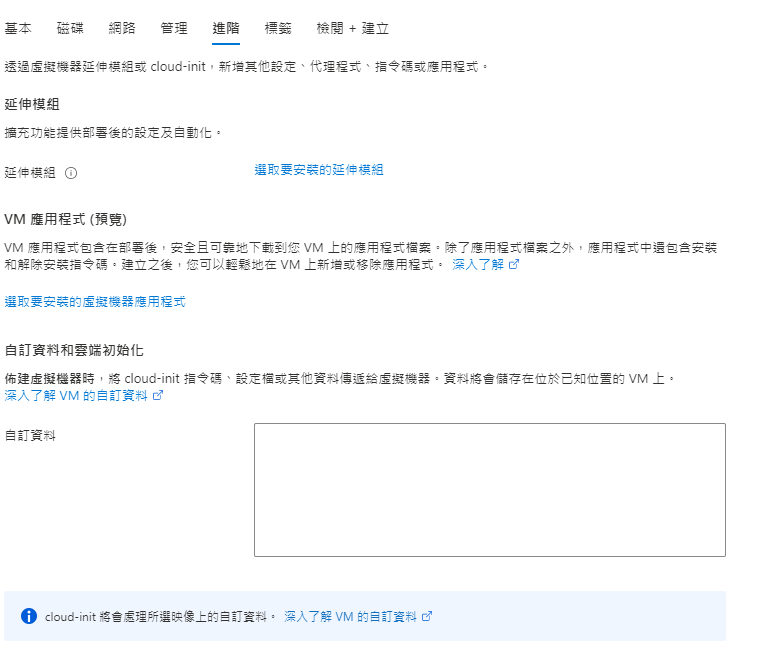 基本 磁碟 網路 管理 進階 標籤 檢閱 + 建立
透過虛擬機器延伸模組或 cloud-init，新增其他設定、代理程式、指令碼或應用程式。
延伸模組
擴充功能提供部署後的設定及自動化。
延伸模組 選取要安裝的延伸模組
VM 應用程式 (預覽)
VM 應用程式包含在部署後，安全且可靠地下載到您 VM 上的應用程式檔案。除了應用程式檔案之外，應用程式中還包含安裝
和解除安裝指令碼。建立之後，您可以輕鬆地在 VM 上新增或移除應用程式。 深入了解
選取要安裝的虛擬機器應用程式
自訂資料和雲端初始化
佈建虛擬機器時，將 cloud-init 指令碼、設定檔或其他資料傳遞給虛擬機器。資料將會儲存在位於已知位置的 VM 上。
深入了解 VM 的自訂資料
自訂資料
cloud-init 將會處理所選映像上的自訂資料。 深入了解 VM 的自訂資料